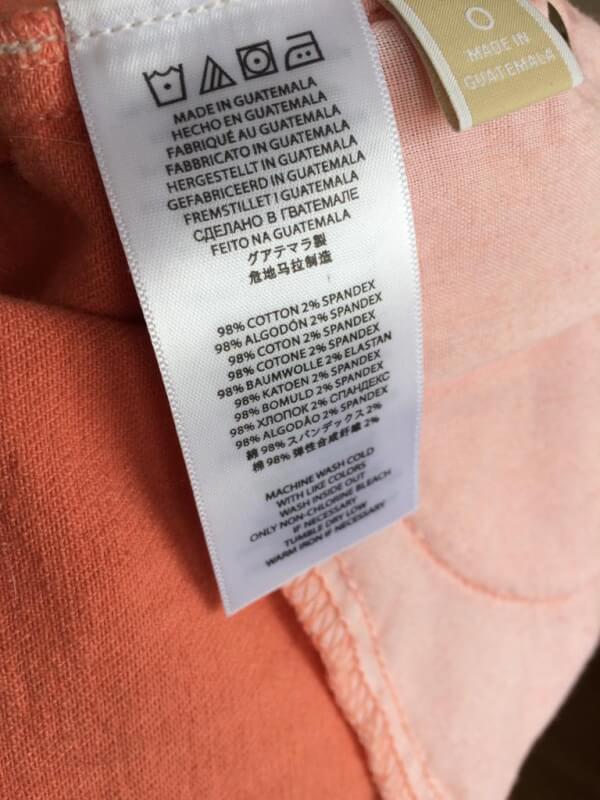 MADE IN GUATEMALA
HECHO EN GUATEMALA
FABRIQUÉ AU GUATEMALA
FABBRICATO IN GUATEMALA
HERGESTELLT IN GUATEMALA
GEFABRICEERD IN GUATEMALA
FREMSTILLET I GUATEMALA
СДЕЛАНО В ГВАТЕМАЛЕ
FEITO NA GUATEMALA
グアテマラ製
危地马拉制造
98% COTTON 2% SPANDEX
98% ALGODÓN 2% SPANDEX
98% COTON 2% SPANDEX
98% COTONE 2% SPANDEX
98% BAUMWOLLE 2% ELASTAN
98% KATOEN 2% SPANDEX
98% BOMULD 2% SPANDEX
98% ХЛОПОК 2% СПАНДЕКС
98% ALGODÃO 2% SPANDEX
綿 98% スパンデックス 2%
棉 98% 弹性合成纤維 2%
MACHINE WASH COLD
WITH LIKE COLORS
WASH INSIDE OUT
ONLY NON-CHLORINE BLEACH
IF NECESSARY
TUMBLE DRY LOW
WARM IRON IF NECESSARY
0
MADE IN
GUATEMALA